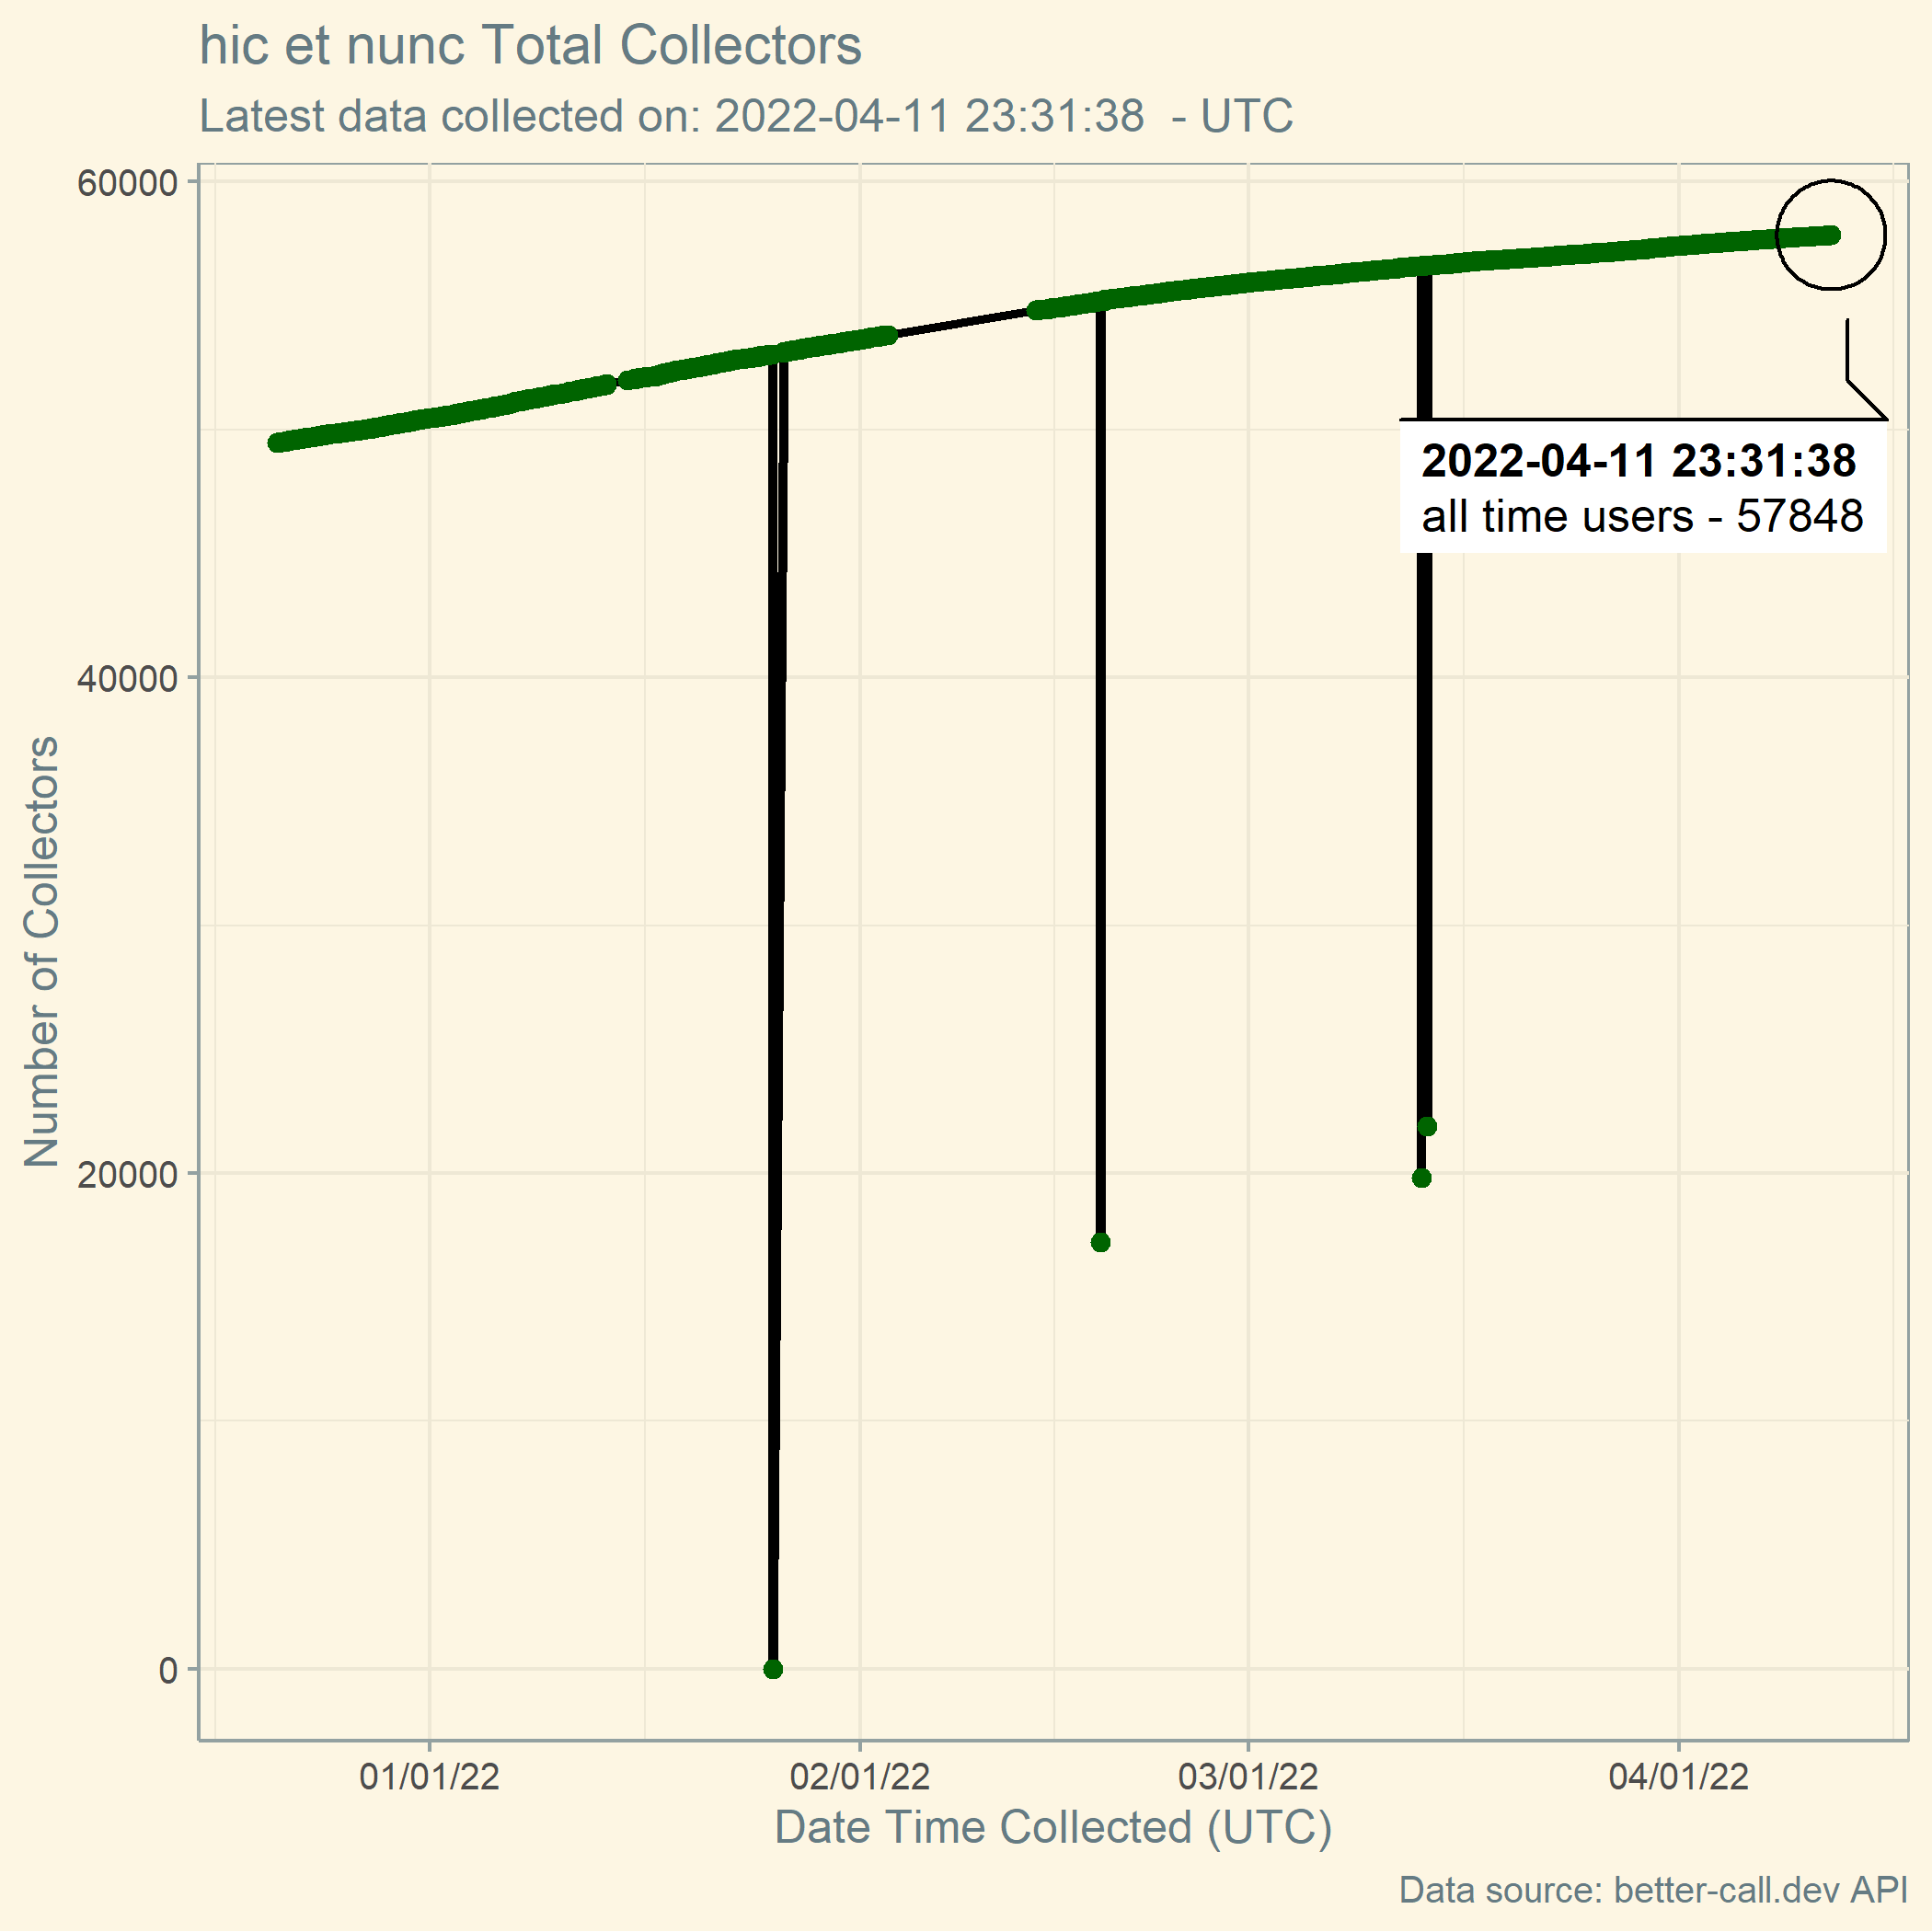 hic et nunc Total Collectors
Latest data collected on: 2022-04-11 23:31:38  - UTC
60000
40000
20000
0
Number of Collectors
2022-04-11 23:31:38
all time users - 57848
01/01/22
02/01/22
03/01/22
04/01/22
Date Time Collected (UTC)
Data source: better-call.dev API